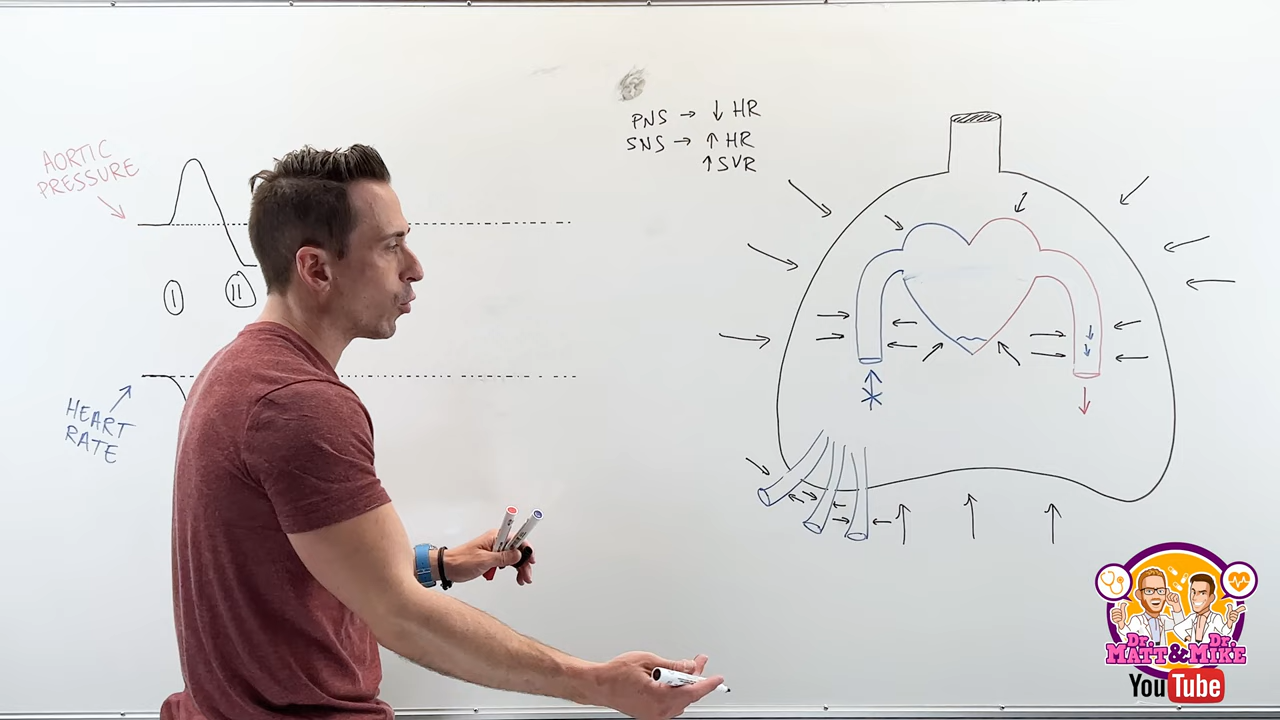 AORTIC
PRESSURE
I
II
HEART
RATE
PNS → ↓ HR
SNS → ↑ HR
↑ SVR
Dr. Dr.
MATT & MIKE
YouTube